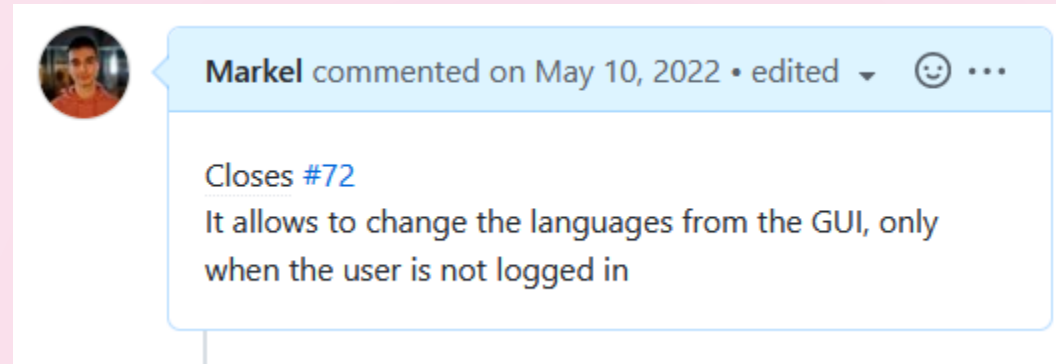 Markel commented on May 10, 2022 • edited
Closes #72
It allows to change the languages from the GUI, only
when the user is not logged in